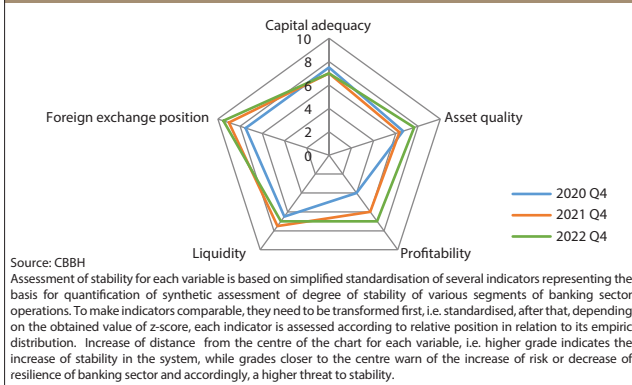 Capital adequacy
10
8
6
4
2
0
Foreign exchange position
Asset quality
Liquidity
Profitability
2020 Q4
2021 Q4
2022 Q4
Source: CBBH
Assessment of stability for each variable is based on simplified standardisation of several indicators representing the
basis for quantification of synthetic assessment of degree of stability of various segments of banking sector
operations. To make indicators comparable, they need to be transformed first, i.e. standardised, after that, depending
on the obtained value of z-score, each indicator is assessed according to relative position in relation to its empiric
distribution. Increase of distance from the centre of the chart for each variable, i.e. higher grade indicates the
increase of stability in the system, while grades closer to the centre warn of the increase of risk or decrease of
resilience of banking sector and accordingly, a higher threat to stability.